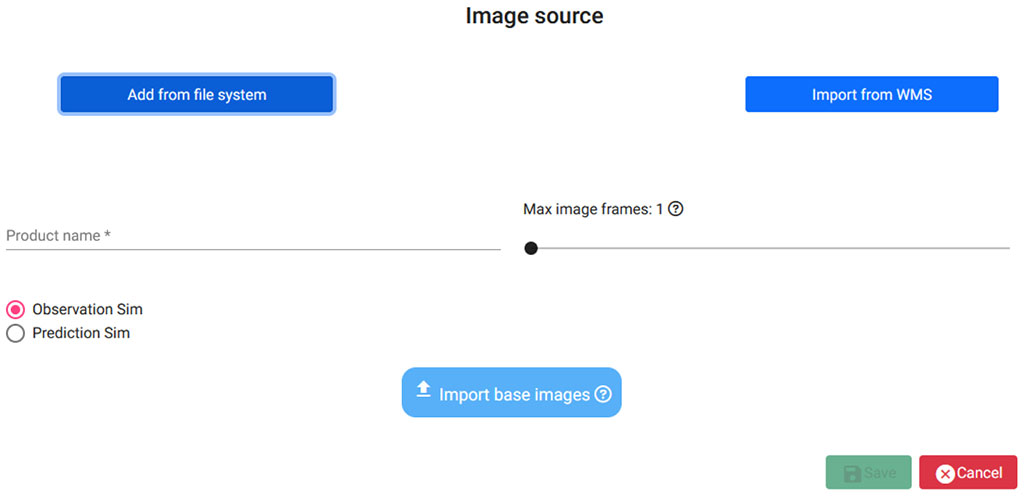 Image source
Add from file system
Import from WMS
Max image frames: 1 ?
Product name *
Observation Sim
Prediction Sim
Import base images ?
Save
Cancel